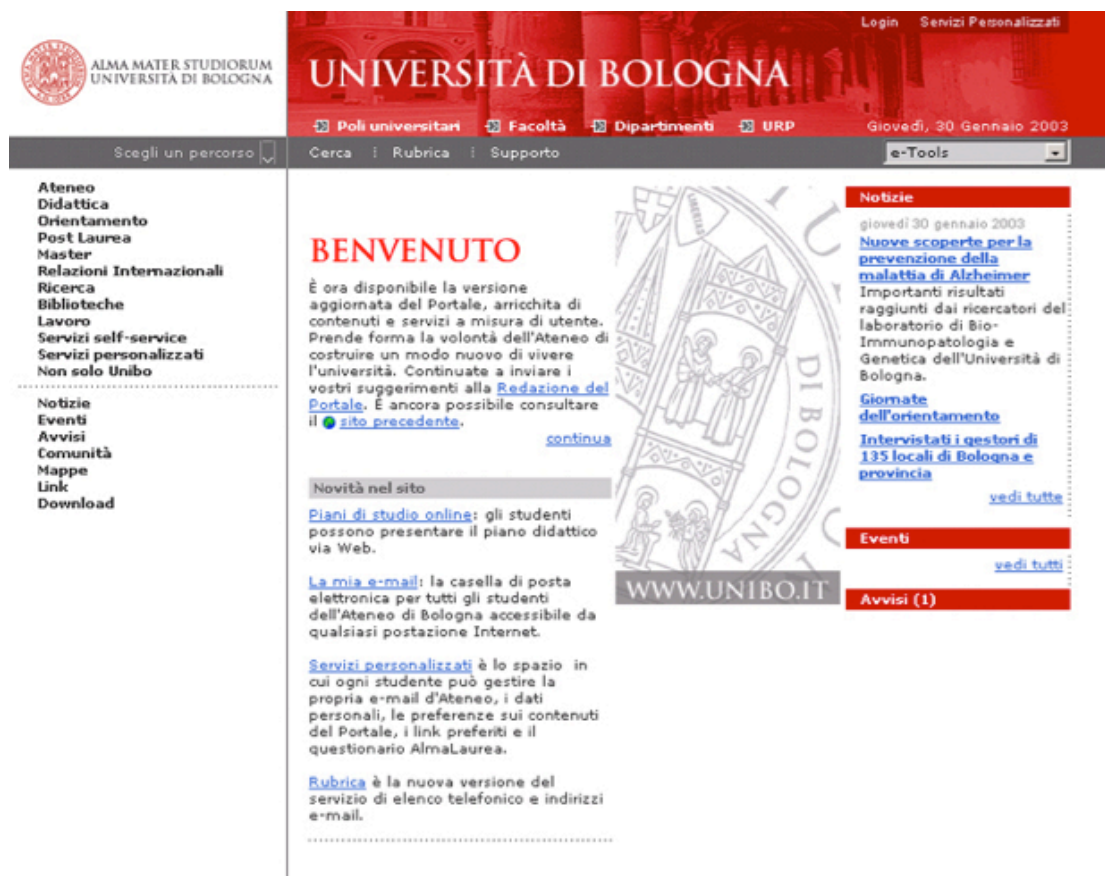 Login Servizi Personalizzati
ALMA MATER STUDIORUM
UNIVERSITÀ DI BOLOGNA
UNIVERSITÀ DI BOLOGNA
Poli universitari Facoltà Dipartimenti URP
Giovedì, 30 Gennaio 2003
Scegli un percorso
Cerca Rubrica Supporto
e-Tools
Ateneo
Didattica
Orientamento
Post Laurea
Master
Relazioni Internazionali
Ricerca
Biblioteche
Lavoro
Servizi self-service
Servizi personalizzati
Non solo Unibo
Notizie
Eventi
Avvisi
Comunità
Mappe
Link
Download
BENVENUTO
È ora disponibile la versione
aggiornata del Portale, arricchita di
contenuti e servizi a misura di utente.
Prende forma la volontà dell'Ateneo di
costruire un modo nuovo di vivere
l'università. Continuate a inviare i
vostri suggerimenti alla Redazione del
Portale. È ancora possibile consultare
il sito precedente.
continua
Novità nel sito
Piani di studio online: gli studenti
possono presentare il piano didattico
via Web.
La mia e-mail: la casella di posta
elettronica per tutti gli studenti
dell'Ateneo di Bologna accessibile da
qualsiasi postazione Internet.
Servizi personalizzati è lo spazio in
cui ogni studente può gestire la
propria e-mail d'Ateneo, i dati
personali, le preferenze sui contenuti
del Portale, i link preferiti e il
questionario AlmaLaurea.
Rubrica è la nuova versione del
servizio di elenco telefonico e indirizzi
e-mail.
LIBERTAS
DI BOLOGNA
WWW.UNIBO.IT
Notizie
giovedì 30 gennaio 2003
Nuove scoperte per la
prevenzione della
malattia di Alzheimer
Importanti risultati
raggiunti dai ricercatori del
laboratorio di Bio-
Immunopatologia e
Genetica dell'Università di
Bologna.
Giornate
dell'orientamento
Intervistati i gestori di
135 locali di Bologna e
provincia
vedi tutte
Eventi
vedi tutti
Avvisi (1)